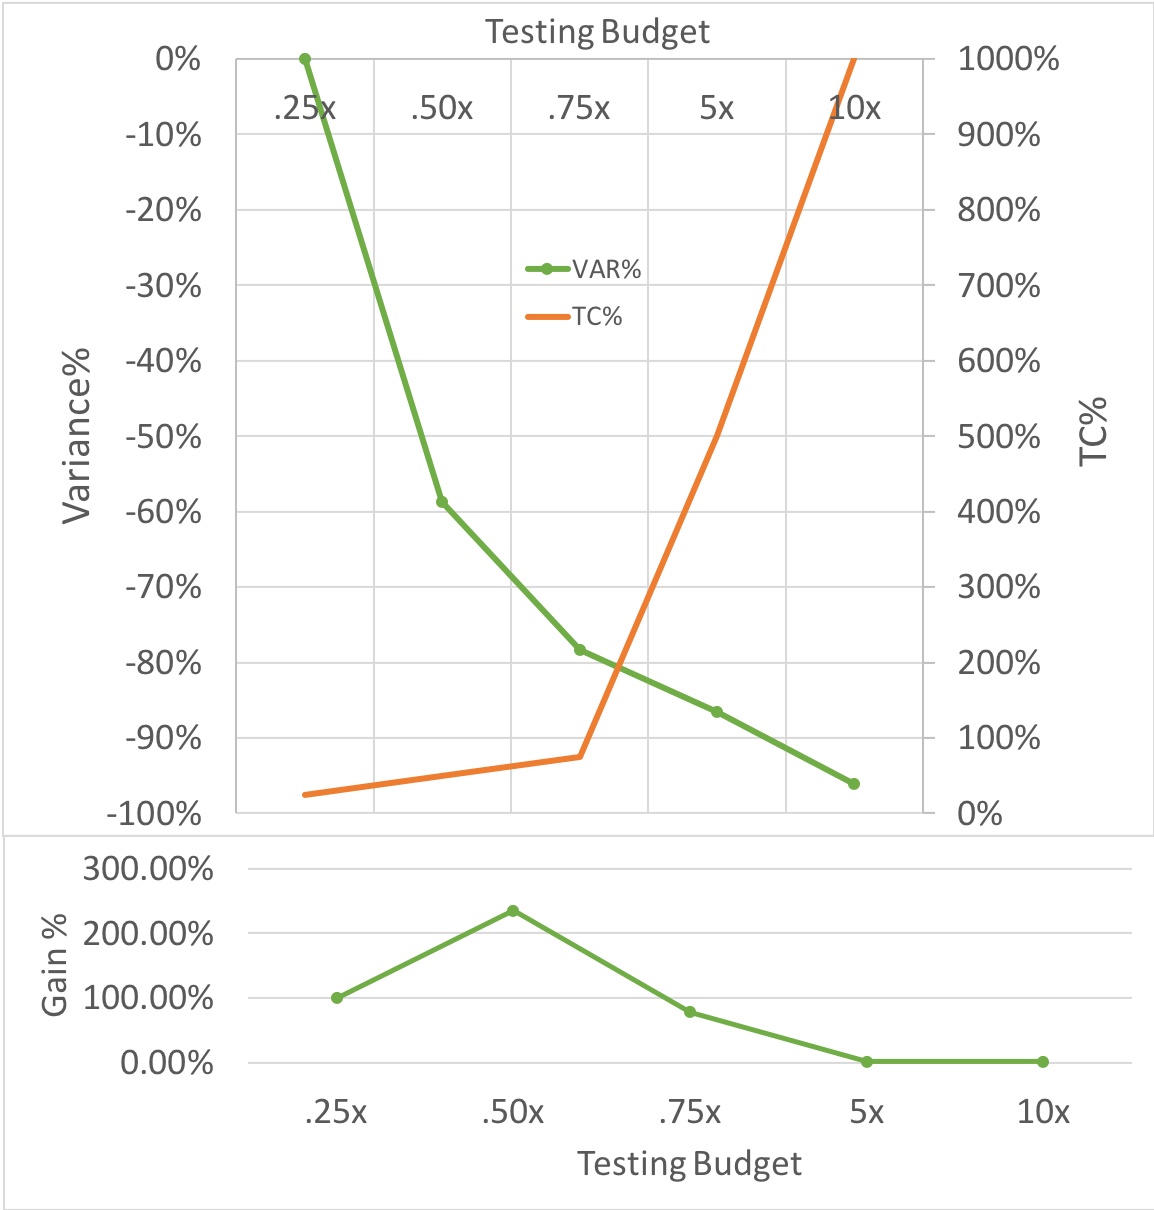 Testing Budget
0% 1000%
.25x .50x .75x 5x 10x
-10% 900%
-20% 800%
VAR%
-30% 700%
TC%
-40% 600%
Variance%
TC%
-50% 500%
-60% 400%
-70% 300%
-80% 200%
-90% 100%
-100% 0%
300.00%
200.00%
Gain %
100.00%
0.00%
.25x .50x .75x 5x 10x
Testing Budget